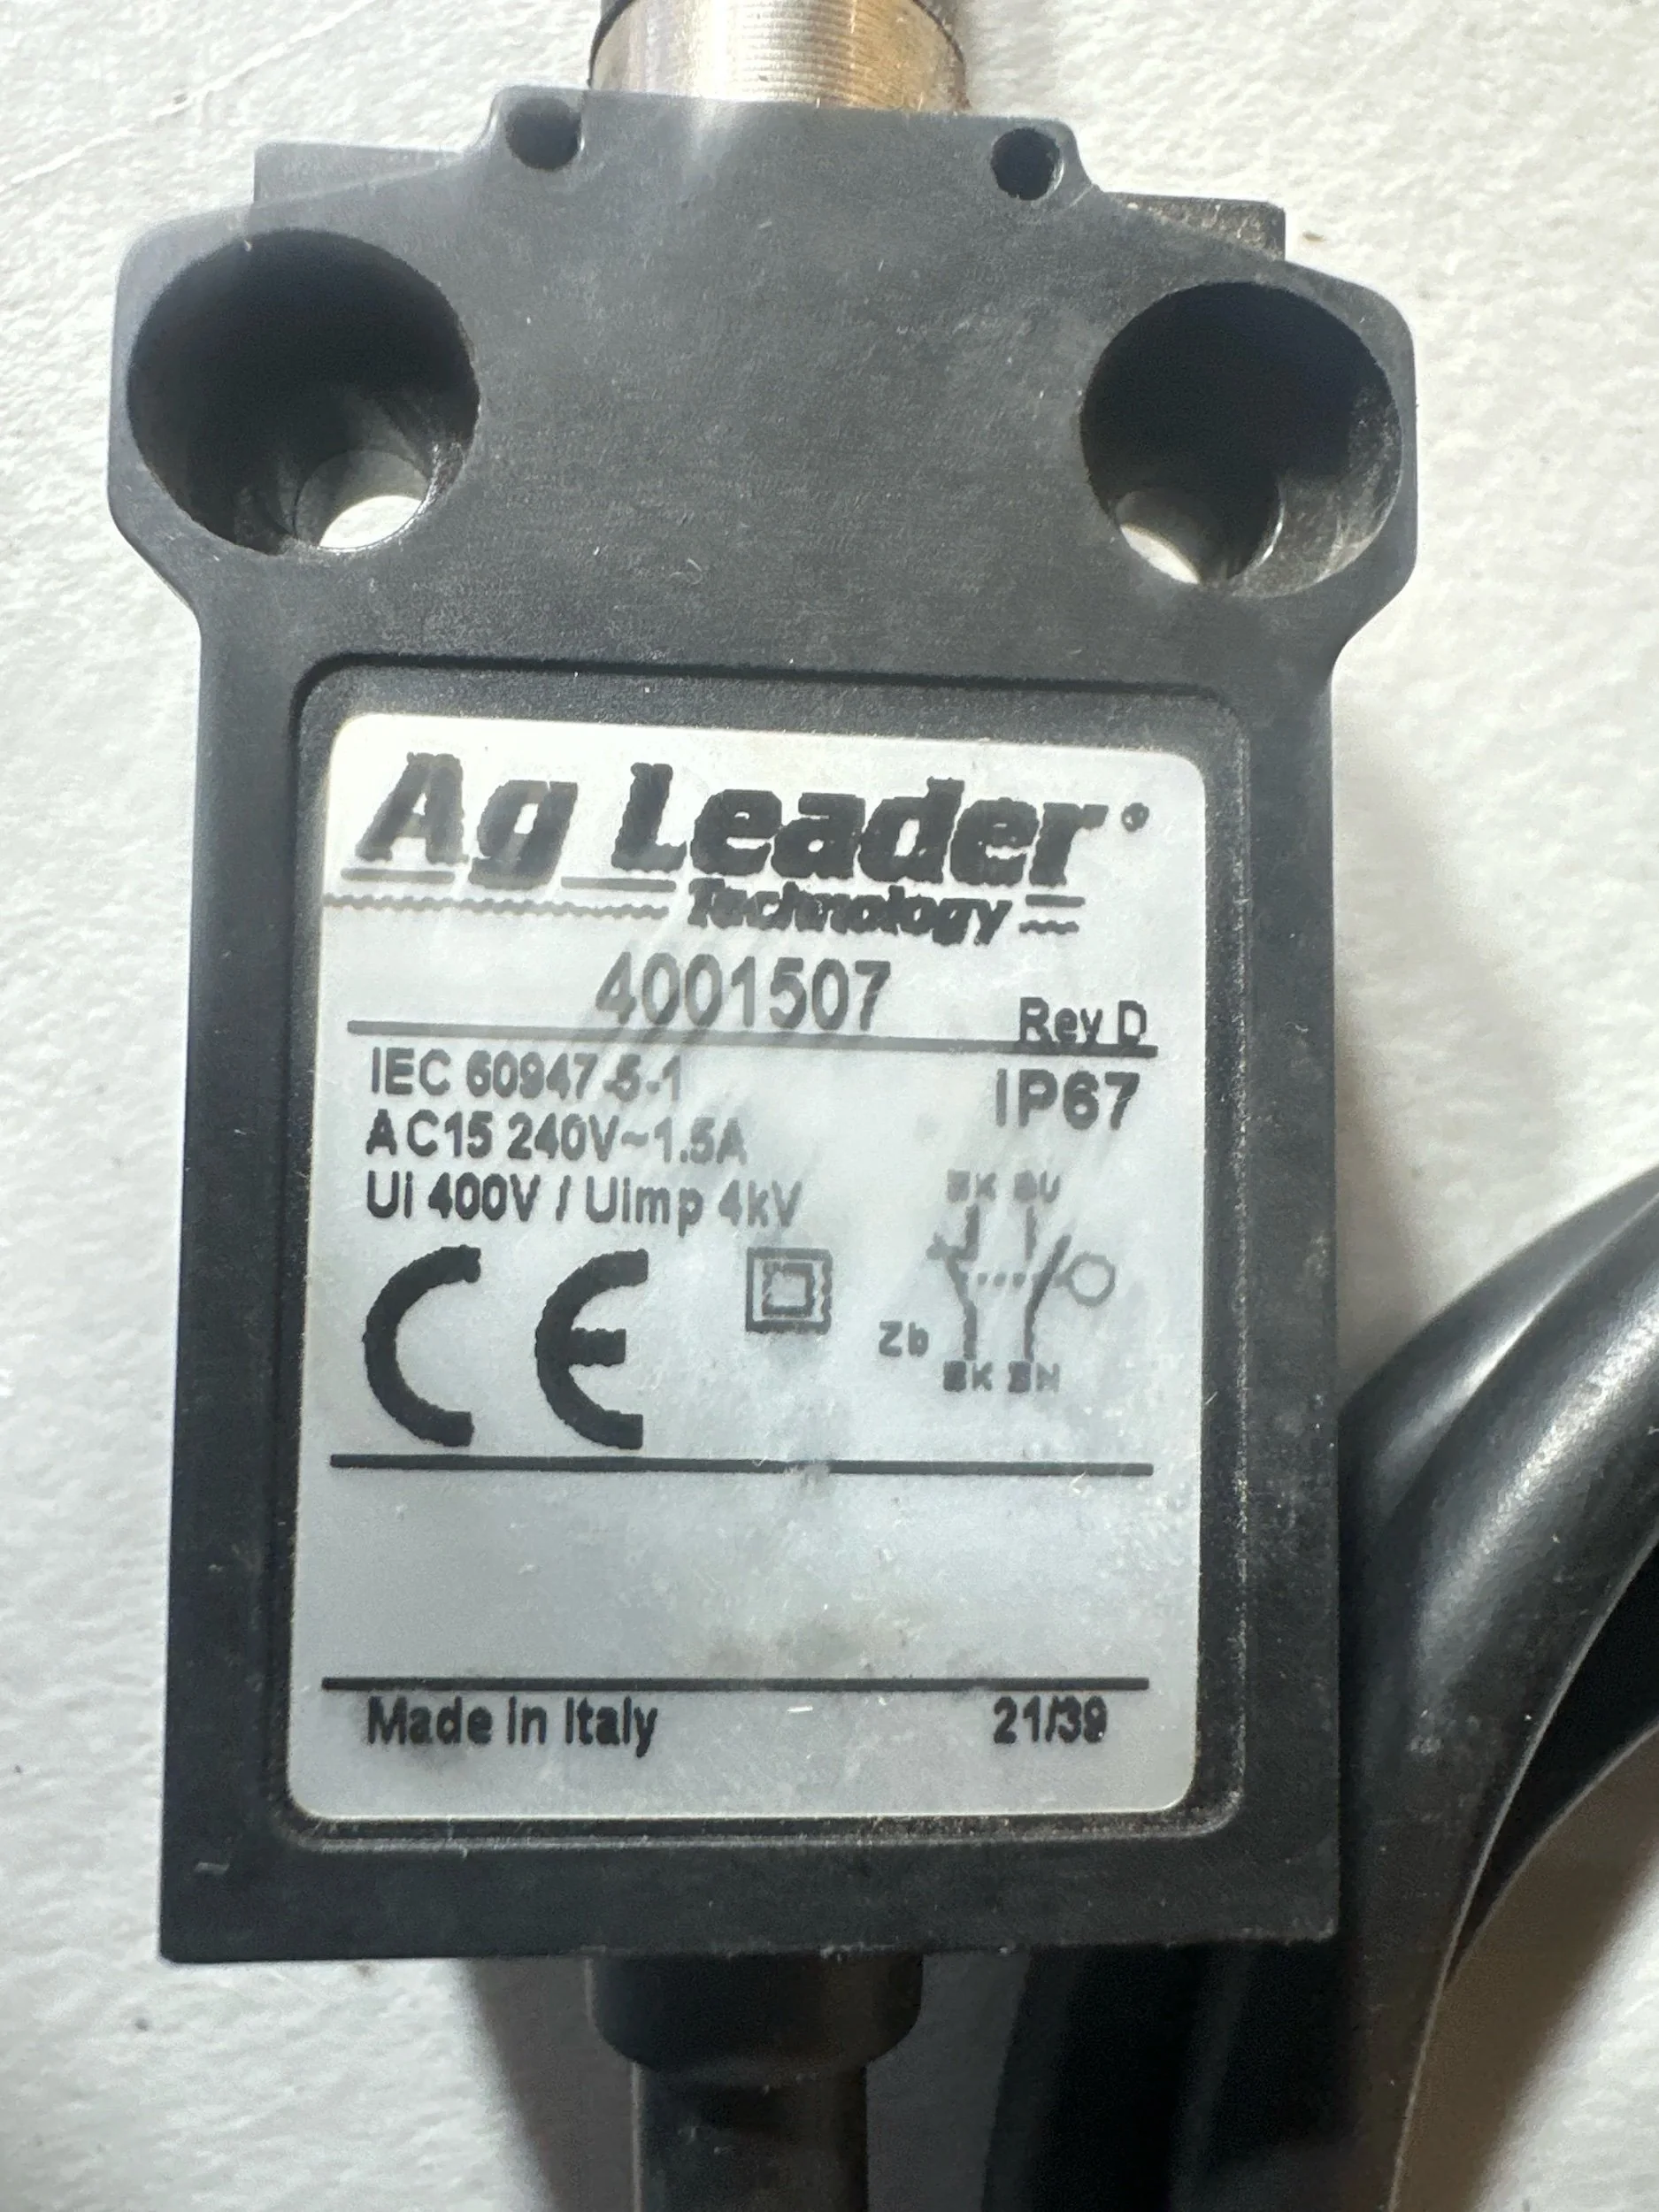 Ag Leader®
Technology
4001507
Rev D
IEC 60947-5-1
IP67
AC15 240V~1.5A
Ui 400V / Uimp 4kV
CE
Zb
Made in Italy
21/39